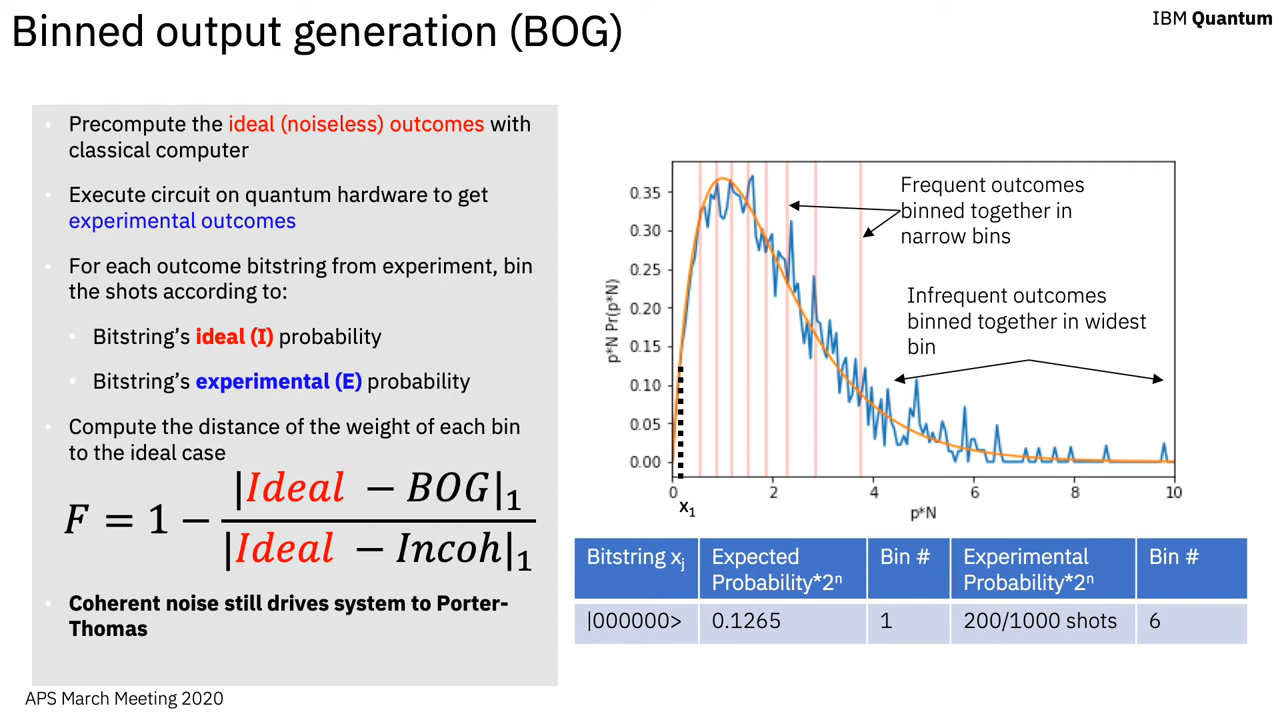 Binned output generation (BOG)
IBM Quantum
Precompute the ideal (noiseless) outcomes with
classical computer
Execute circuit on quantum hardware to get
experimental outcomes
For each outcome bitstring from experiment, bin
the shots according to:
Bitstring's ideal (I) probability
Bitstring's experimental (E) probability
Compute the distance of the weight of each bin
to the ideal case
F = 1 − |Ideal − BOG|₁ / |Ideal − Incoh|₁
Coherent noise still drives system to Porter-
Thomas
APS March Meeting 2020
p*N Pr(p*N)
0.35
0.30
0.25
0.20
0.15
0.10
0.05
0.00
Frequent outcomes
binned together in
narrow bins
Infrequent outcomes
binned together in widest
bin
0 2 4 6 8 10
x₁
p*N
Bitstring xⱼ | Expected Probability*2ⁿ | Bin # | Experimental Probability*2ⁿ | Bin #
|000000> | 0.1265 | 1 | 200/1000 shots | 6